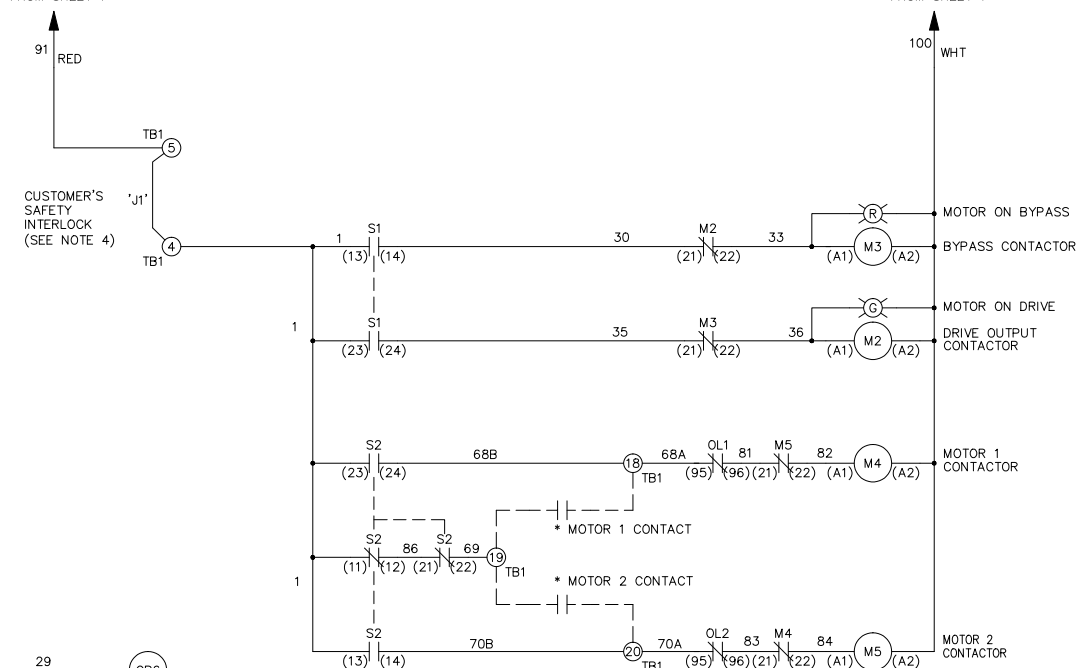 91
RED
100
WHT
TB1
5
CUSTOMER'S
SAFETY
INTERLOCK
(SEE NOTE 4)
'J1'
4
TB1
R
MOTOR ON BYPASS
1
S1
(13)
(14)
30
M2
(21)
(22)
33
(A1)
M3
(A2)
BYPASS CONTACTOR
G
MOTOR ON DRIVE
1
S1
(23)
(24)
35
M3
(21)
(22)
36
(A1)
M2
(A2)
DRIVE OUTPUT
CONTACTOR
S2
(23)
(24)
68B
18
TB1
68A
OL1
(95)
(96)
81
M5
(21)
(22)
82
(A1)
M4
(A2)
MOTOR 1
CONTACTOR
* MOTOR 1 CONTACT
S2
(11)
(12)
86
S2
(21)
(22)
69
19
TB1
1
* MOTOR 2 CONTACT
S2
(13)
(14)
70B
20
TB1
70A
OL2
(95)
(96)
83
M4
(21)
(22)
84
(A1)
M5
(A2)
MOTOR 2
CONTACTOR
29